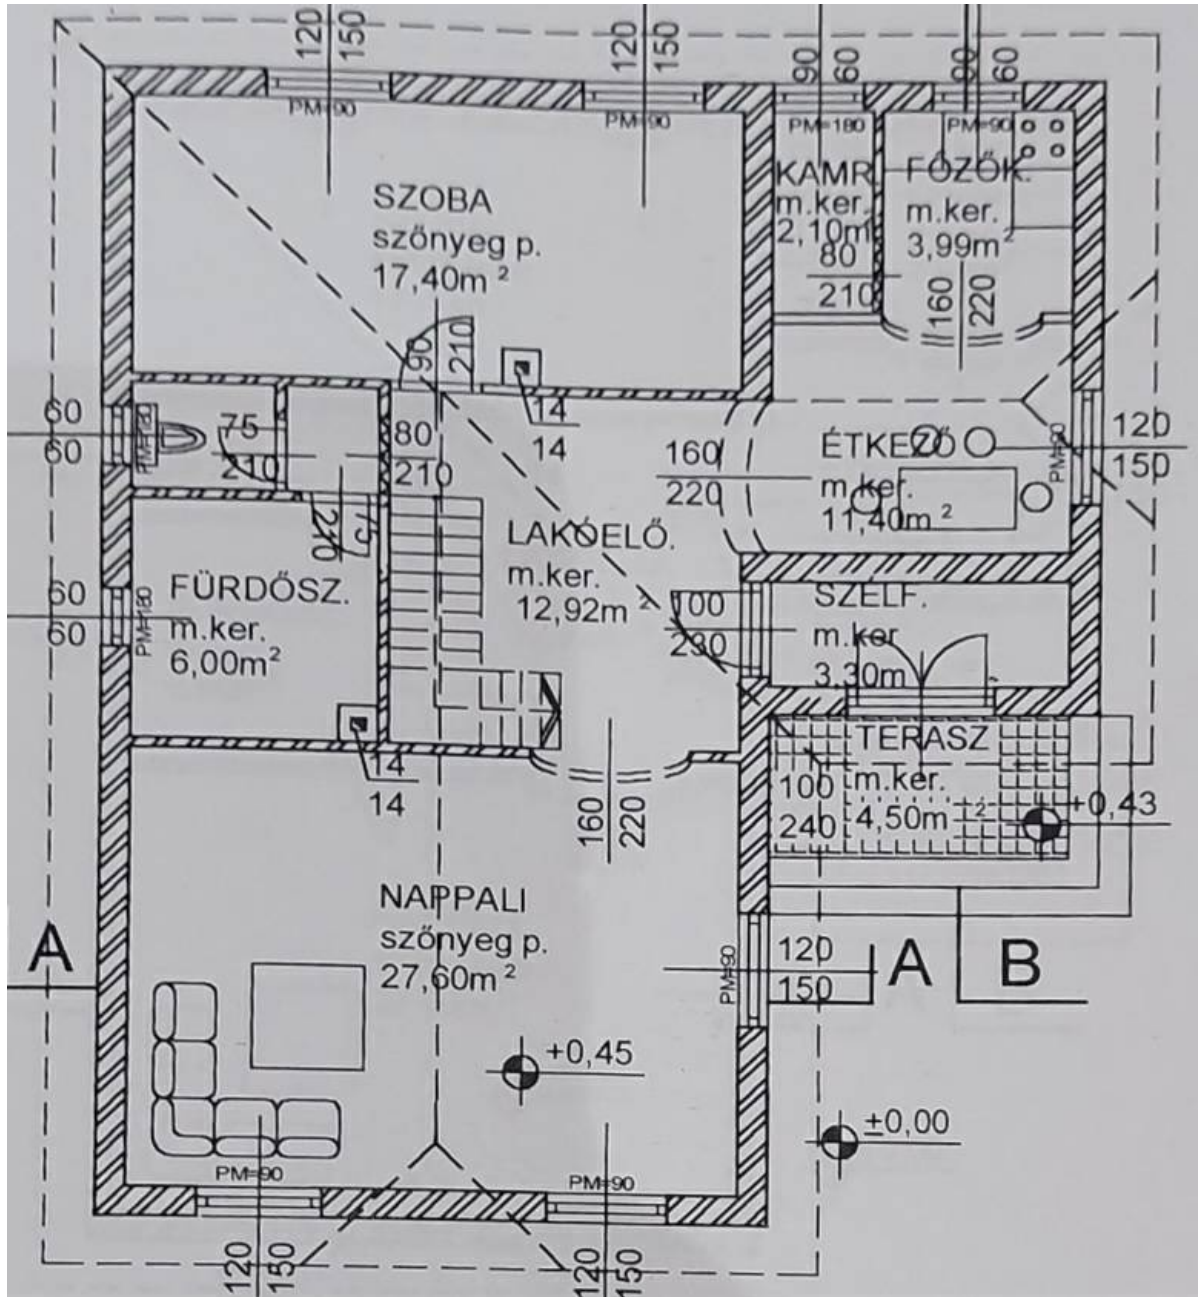 120
150
120
150
90
60
90
60
PM=90
PM=90
PM=180
PM=90
SZOBA
szőnyeg p.
17,40m²
KAMR.
m.ker.
2,10m²
80
210
FŐZŐK.
m.ker.
3,99m²
160
220
90
210
14
14
60
60
PM=180
75
210
80
210
160
220
ÉTKEZŐ
m.ker.
11,40m²
PM=90
120
150
75
210
LAKÓELŐ.
m.ker.
12,92m²
60
60
PM=180
FÜRDŐSZ.
m.ker.
6,00m²
100
230
SZÉLF.
m.ker
3,30m
14
14
160
220
TERASZ
m.ker.
4,50m²
100
240
+0,43
NAPPALI
szőnyeg p.
27,60m²
A
PM=90
120
150
A
B
+0,45
±0,00
PM=90
PM=90
120
150
120
150